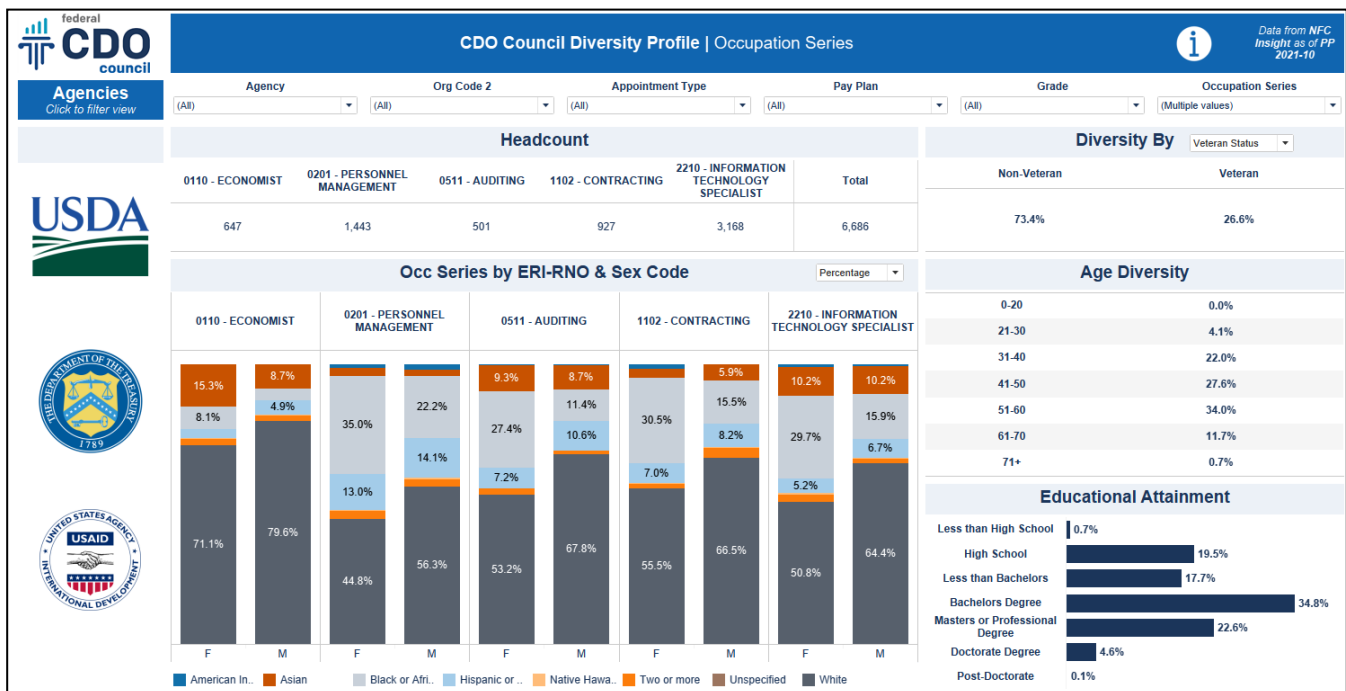 federal
CDO
council
CDO Council Diversity Profile | Occupation Series
i
Data from NFC
Insight as of PP
2021-10
Agencies
Click to filter view
Agency
Org Code 2
Appointment Type
Pay Plan
Grade
Occupation Series
(All)
(All)
(All)
(All)
(All)
(Multiple values)
USDA
THE DEPARTMENT OF THE TREASURY
1789
UNITED STATES AGENCY
USAID
INTERNATIONAL DEVELOPMENT
Headcount
0110 - ECONOMIST
0201 - PERSONNEL
MANAGEMENT
0511 - AUDITING
1102 - CONTRACTING
2210 - INFORMATION
TECHNOLOGY
SPECIALIST
Total
647
1,443
501
927
3,168
6,686
Diversity By
Veteran Status
Non-Veteran
Veteran
73.4%
26.6%
Occ Series by ERI-RNO & Sex Code
Percentage
0110 - ECONOMIST
0201 - PERSONNEL
MANAGEMENT
0511 - AUDITING
1102 - CONTRACTING
2210 - INFORMATION
TECHNOLOGY SPECIALIST
15.3%
8.1%
71.1%
8.7%
4.9%
79.6%
35.0%
13.0%
44.8%
22.2%
14.1%
56.3%
9.3%
27.4%
7.2%
53.2%
8.7%
11.4%
10.6%
67.8%
30.5%
7.0%
55.5%
5.9%
15.5%
8.2%
66.5%
10.2%
29.7%
5.2%
50.8%
10.2%
15.9%
6.7%
64.4%
F
M
F
M
F
M
F
M
F
M
American In..
Asian
Black or Afri..
Hispanic or ..
Native Hawa..
Two or more
Unspecified
White
Age Diversity
0-20 0.0%
21-30 4.1%
31-40 22.0%
41-50 27.6%
51-60 34.0%
61-70 11.7%
71+ 0.7%
Educational Attainment
Less than High School 0.7%
High School 19.5%
Less than Bachelors 17.7%
Bachelors Degree 34.8%
Masters or Professional
Degree 22.6%
Doctorate Degree 4.6%
Post-Doctorate 0.1%